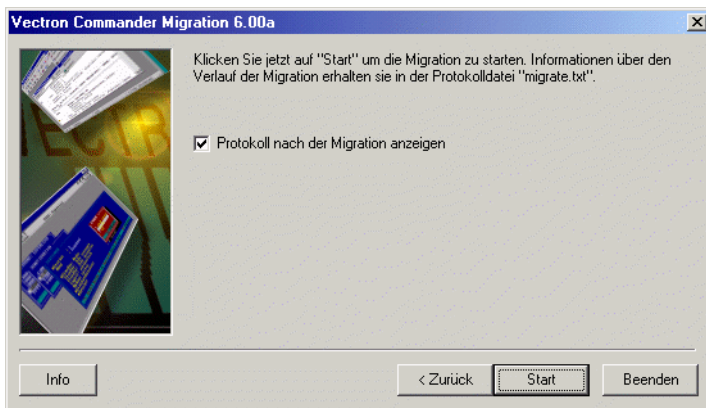 Vectron Commander Migration 6.00a
Klicken Sie jetzt auf "Start" um die Migration zu starten. Informationen über den
Verlauf der Migration erhalten sie in der Protokolldatei "migrate.txt".
Protokoll nach der Migration anzeigen
Info
< Zurück
Start
Beenden